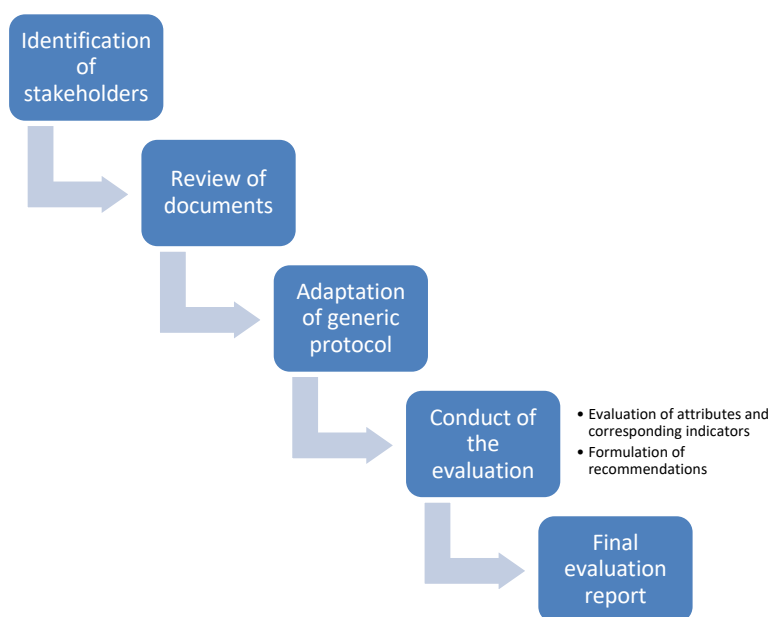 Identification
of
stakeholders
Review of
documents
Adaptation
of generic
protocol
Conduct of
the
evaluation
• Evaluation of attributes and
corresponding indicators
• Formulation of
recommendations
Final
evaluation
report